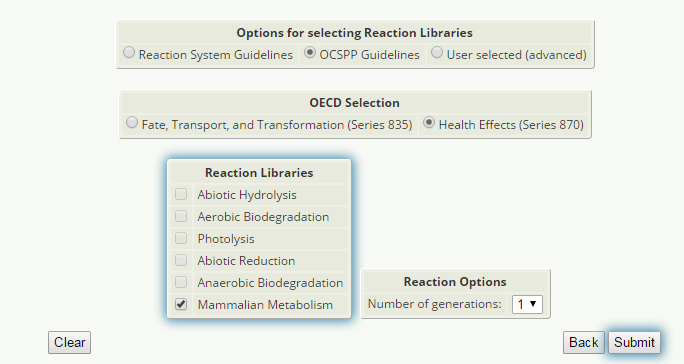 Options for selecting Reaction Libraries
Reaction System Guidelines OCSPP Guidelines User selected (advanced)
OECD Selection
Fate, Transport, and Transformation (Series 835) Health Effects (Series 870)
Reaction Libraries
Abiotic Hydrolysis
Aerobic Biodegradation
Photolysis
Abiotic Reduction
Anaerobic Biodegradation
Mammalian Metabolism
Reaction Options
Number of generations: 1
Clear
Back Submit